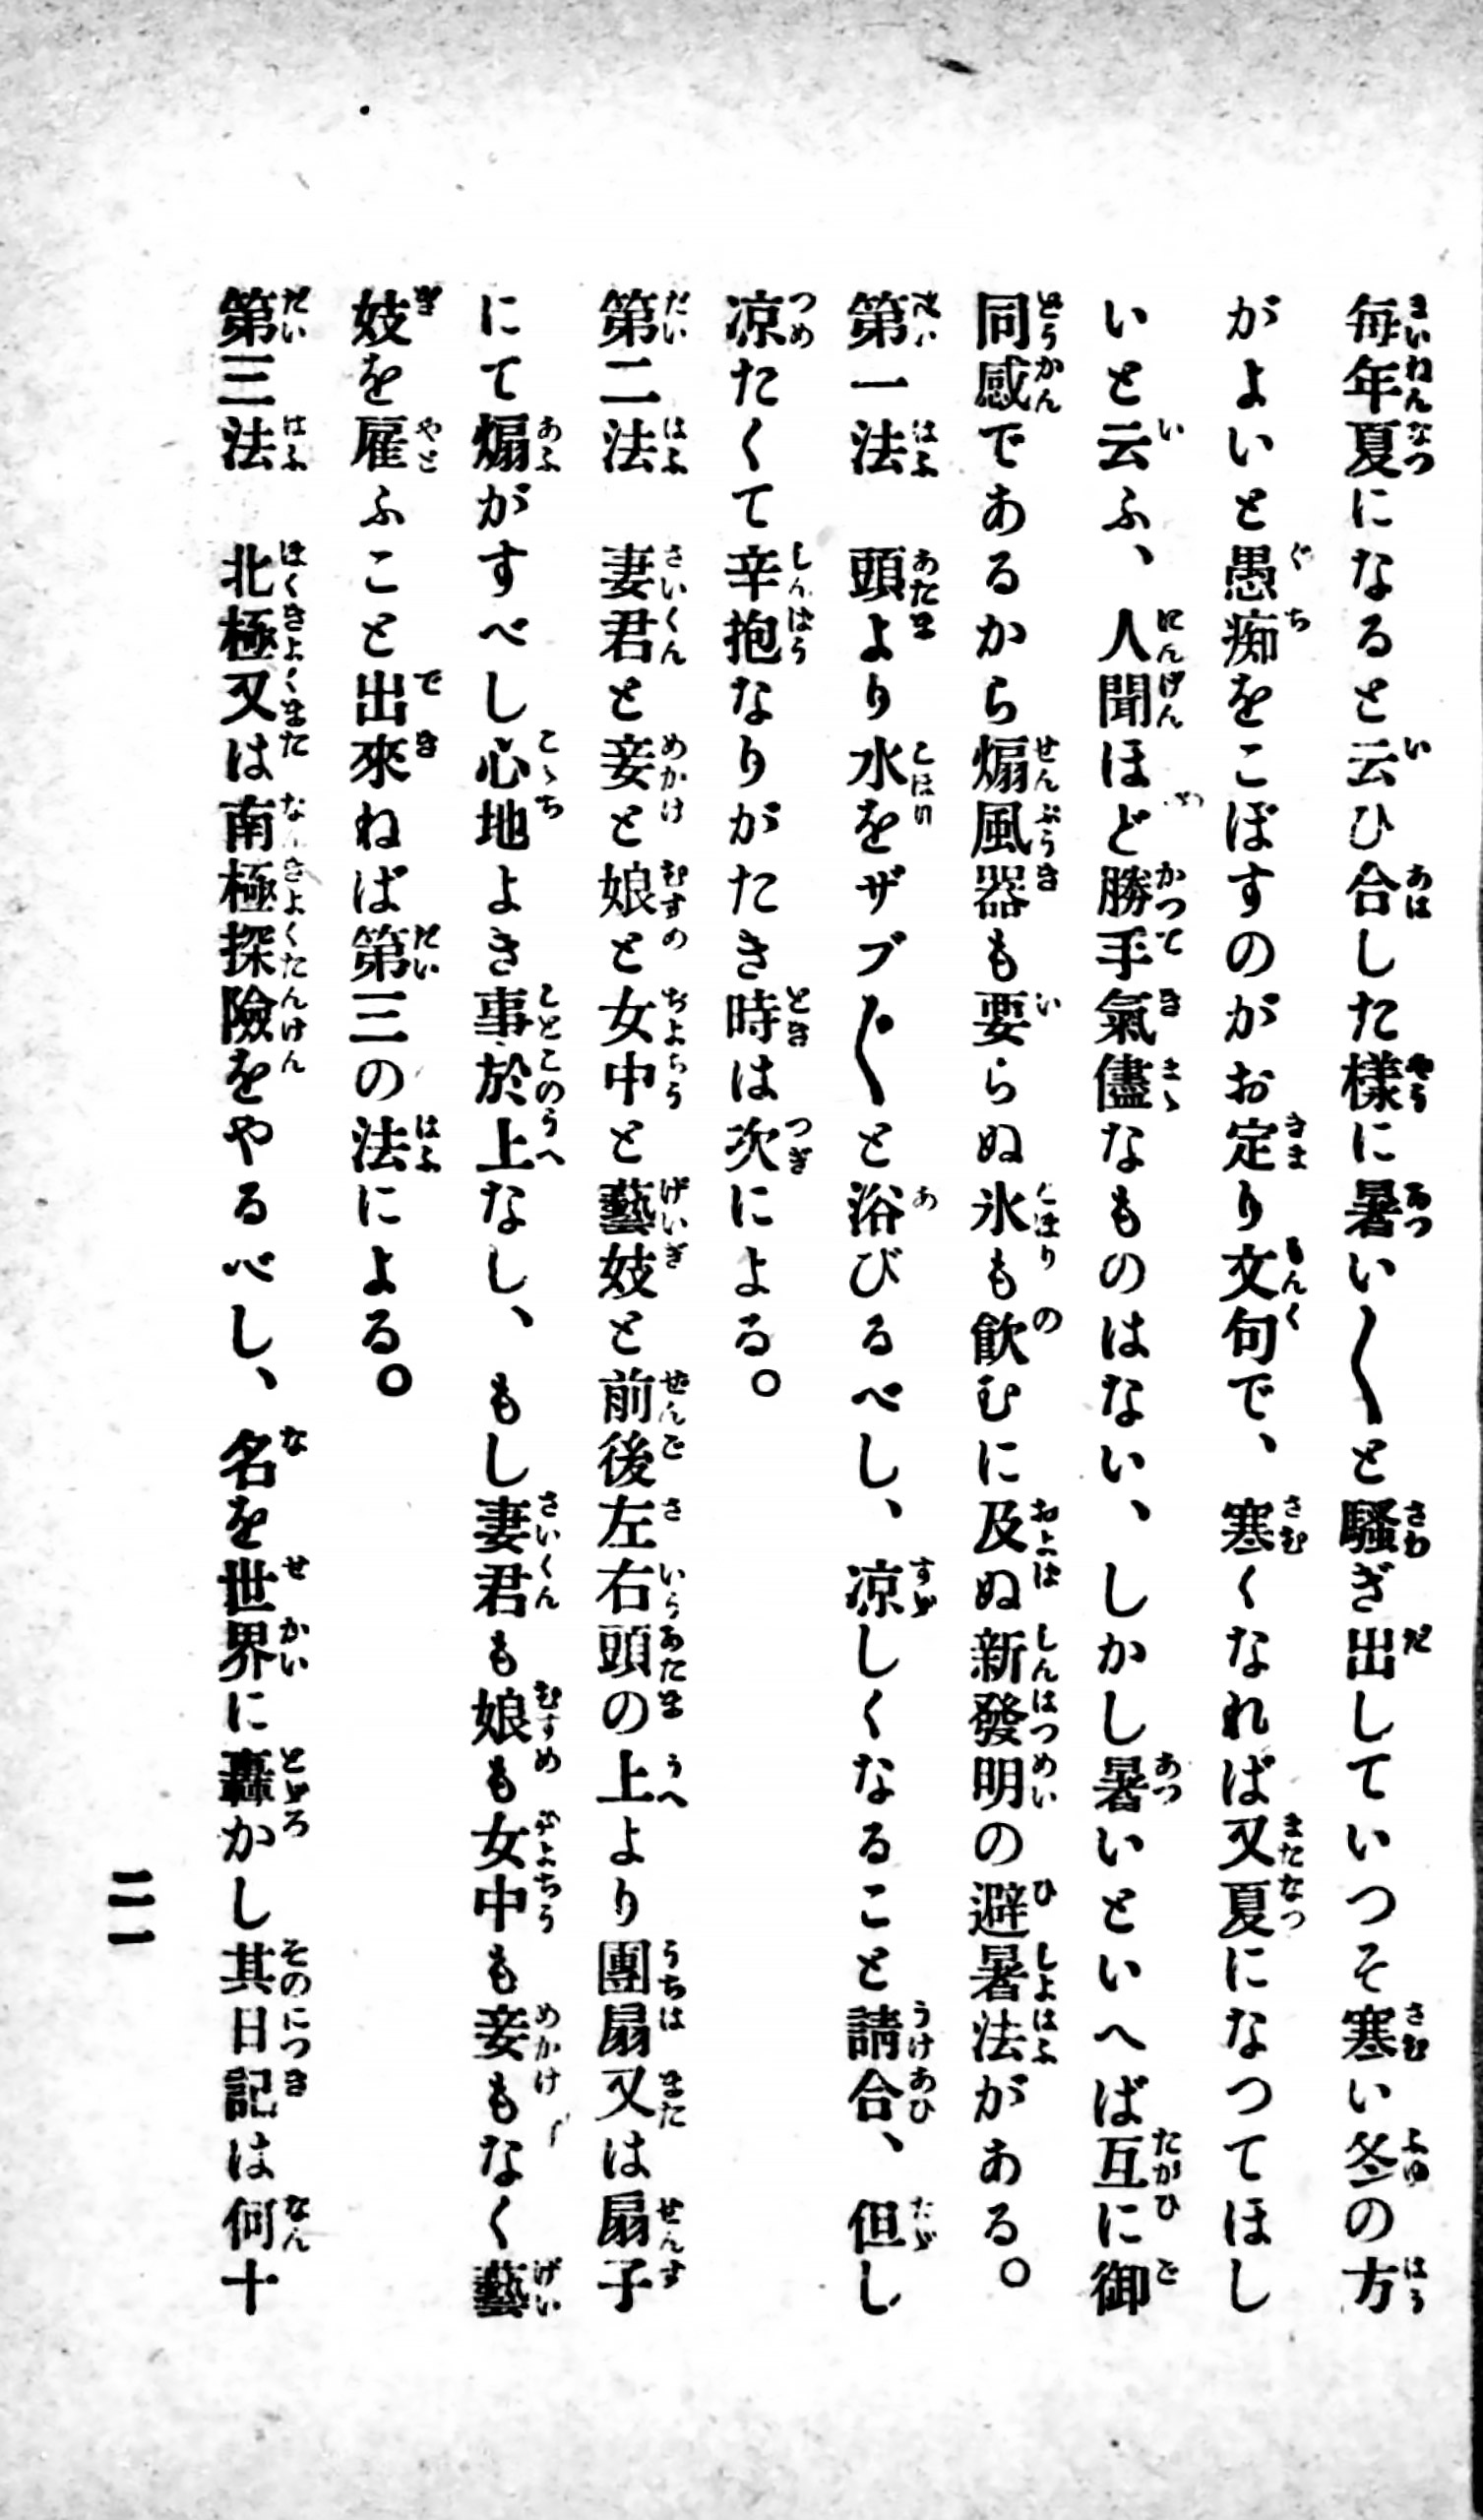 毎年夏になると云ひ合した様に暑い〳〵と騷ぎ出していつそ寒い冬の方
がよいと愚痴をこぼすのがお定り文句で、寒くなれば又夏になつてほし
いと云ふ、人聞ほど勝手氣儘なものはない、しかし暑いといへば互に御
同感であるから煽風器も要らぬ氷も飮むに及ぬ新發明の避暑法がある。
第一法　頭より水をザブ〴〵と浴びるべし、凉しくなること請合、但し
凉たくて辛抱なりがたき時は次による。
第二法　妻君と妾と娘と女中と藝妓と前後左右頭の上より團扇又は扇子
にて煽がすべし心地よき事於上なし、もし妻君も娘も女中も妾もなく藝
妓を雇ふこと出來ねば第三の法による。
第三法　北極又は南極探險をやるべし、名を世界に轟かし其日記は何十
二一